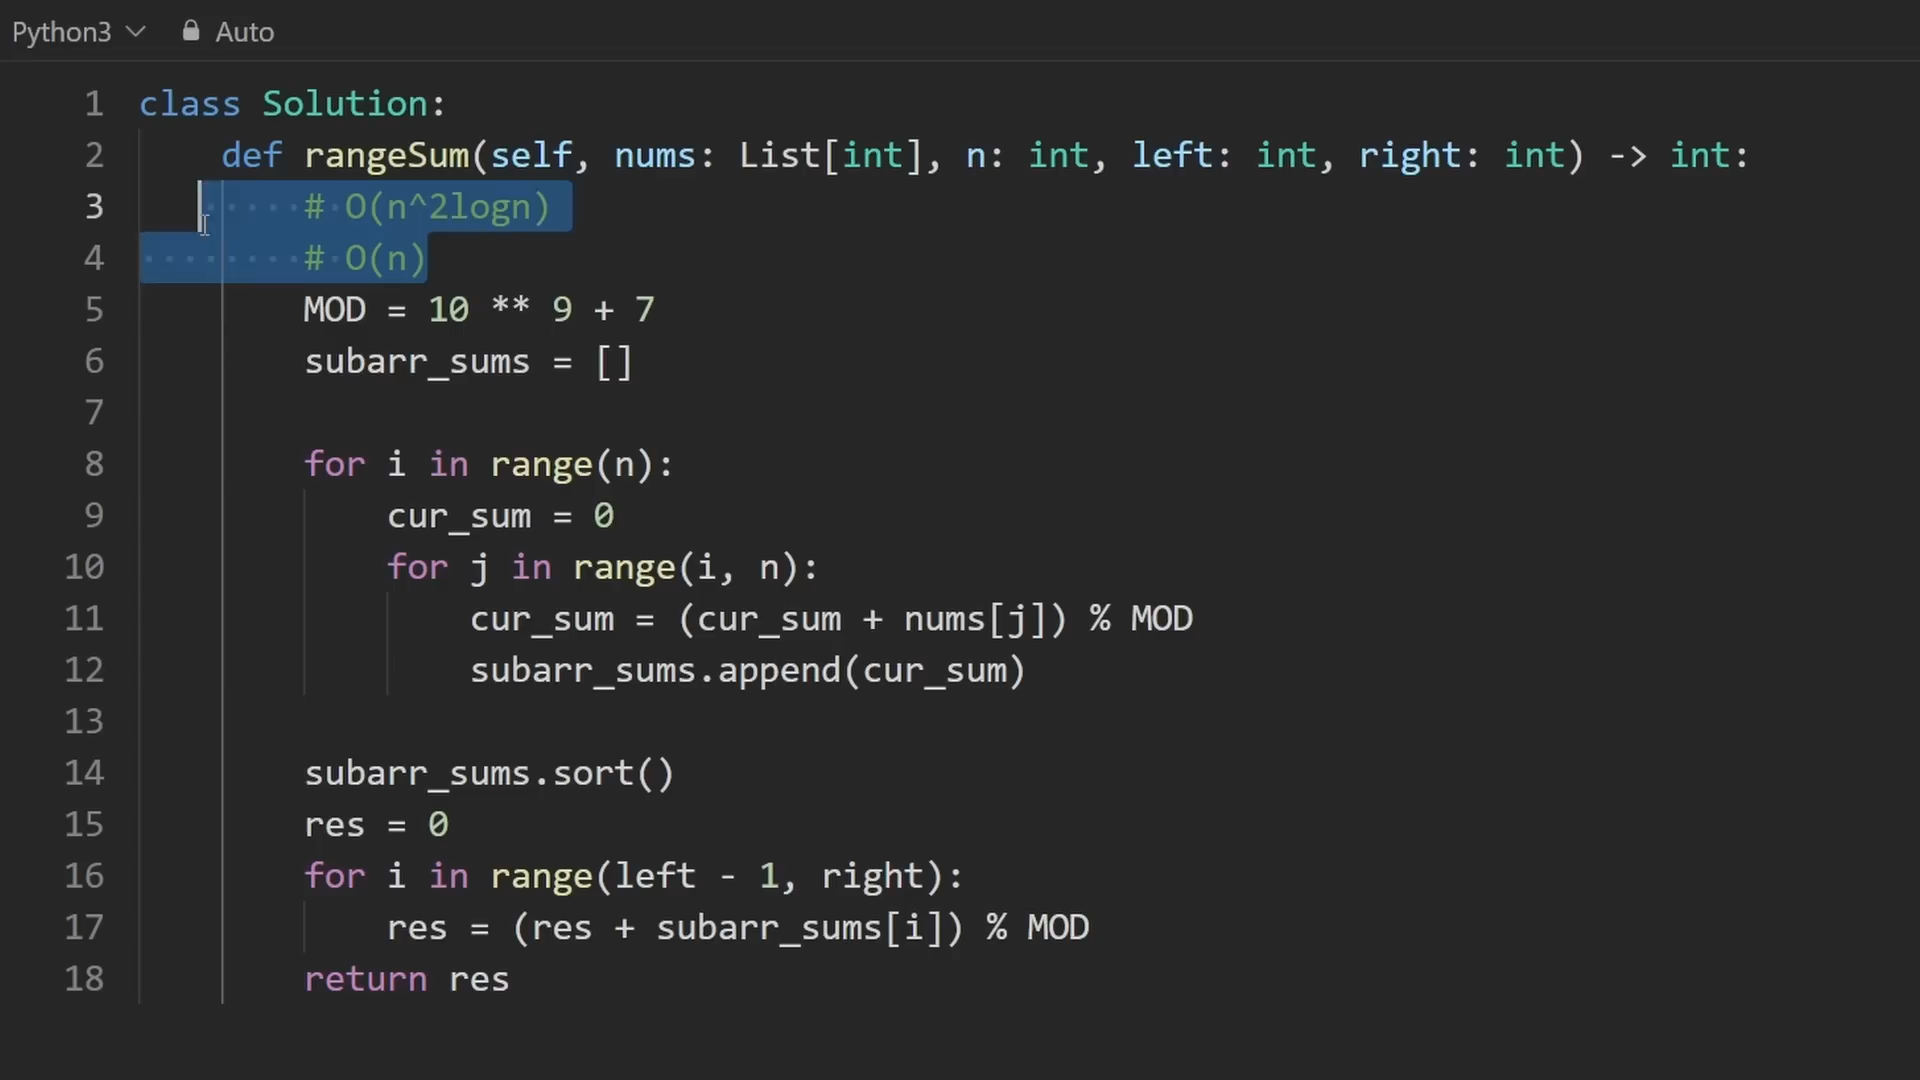 Python3 Auto
1 class Solution:
2     def rangeSum(self, nums: List[int], n: int, left: int, right: int) -> int:
3         # O(n^2logn)
4         # O(n)
5         MOD = 10 ** 9 + 7
6         subarr_sums = []
7
8         for i in range(n):
9             cur_sum = 0
10             for j in range(i, n):
11                 cur_sum = (cur_sum + nums[j]) % MOD
12                 subarr_sums.append(cur_sum)
13
14         subarr_sums.sort()
15         res = 0
16         for i in range(left - 1, right):
17             res = (res + subarr_sums[i]) % MOD
18         return res